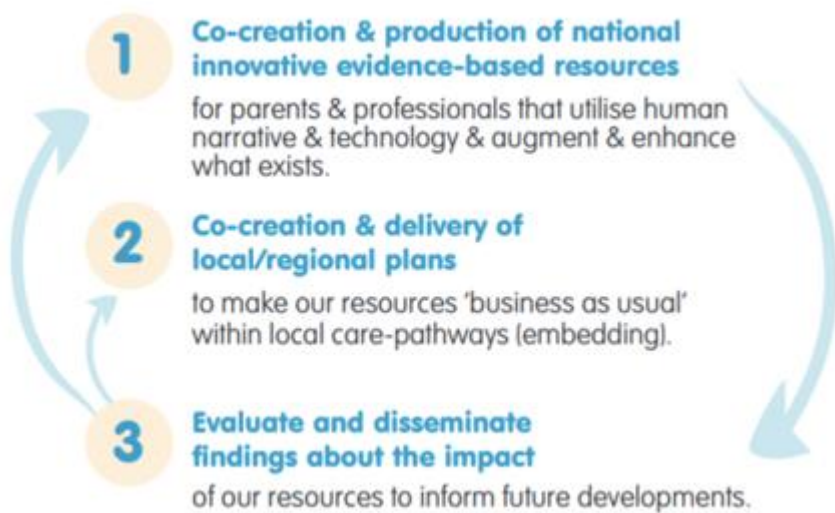 1
Co-creation & production of national
innovative evidence-based resources
for parents & professionals that utilise human
narrative & technology & augment & enhance
what exists.
2
Co-creation & delivery of
local/regional plans
to make our resources ‘business as usual’
within local care-pathways (embedding).
3
Evaluate and disseminate
findings about the impact
of our resources to inform future developments.